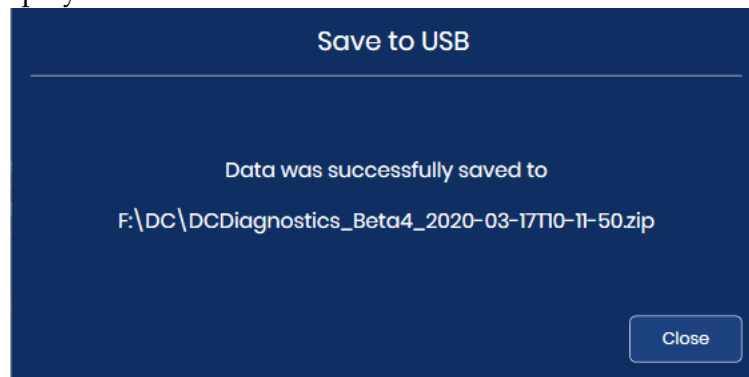 Save to USB
Data was successfully saved to
F:\DC\DCDiagnostics_Beta4_2020-03-17T10-11-50.zip
Close